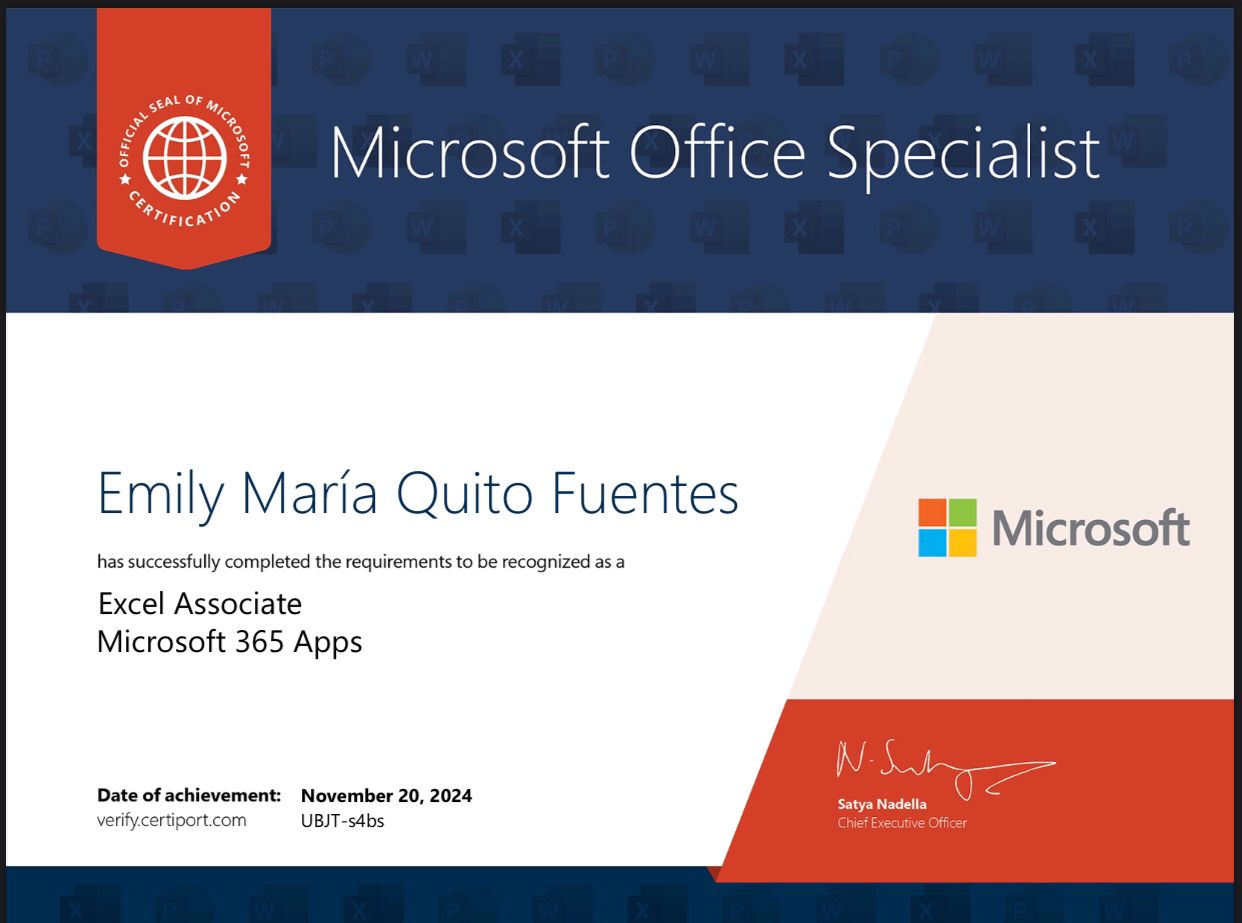 OFFICIAL SEAL OF MICROSOFT
CERTIFICATION
Microsoft Office Specialist
Emily María Quito Fuentes
has successfully completed the requirements to be recognized as a
Excel Associate
Microsoft 365 Apps
Microsoft
Date of achievement: November 20, 2024
verify.certiport.com UBJT-s4bs
Satya Nadella
Chief Executive Officer